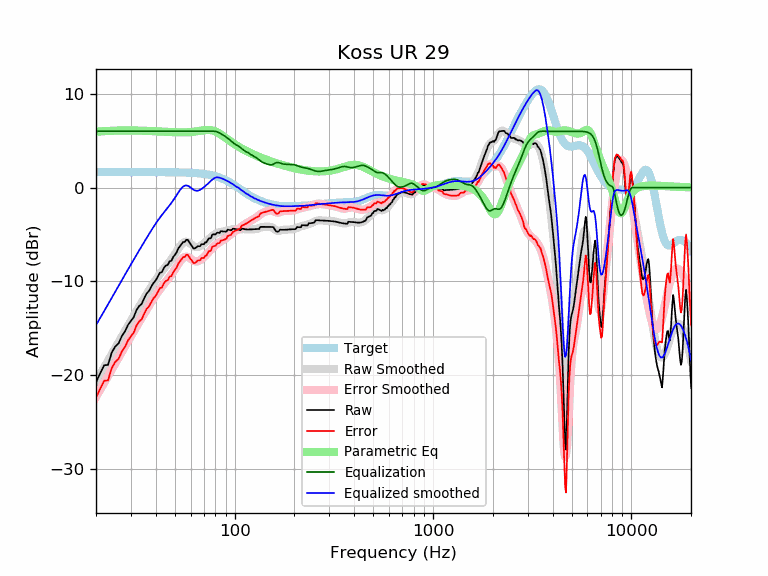 Koss UR 29
10
0
−10
−20
−30
Amplitude (dBr)
Target
Raw Smoothed
Error Smoothed
Raw
Error
Parametric Eq
Equalization
Equalized smoothed
100 1000 10000
Frequency (Hz)